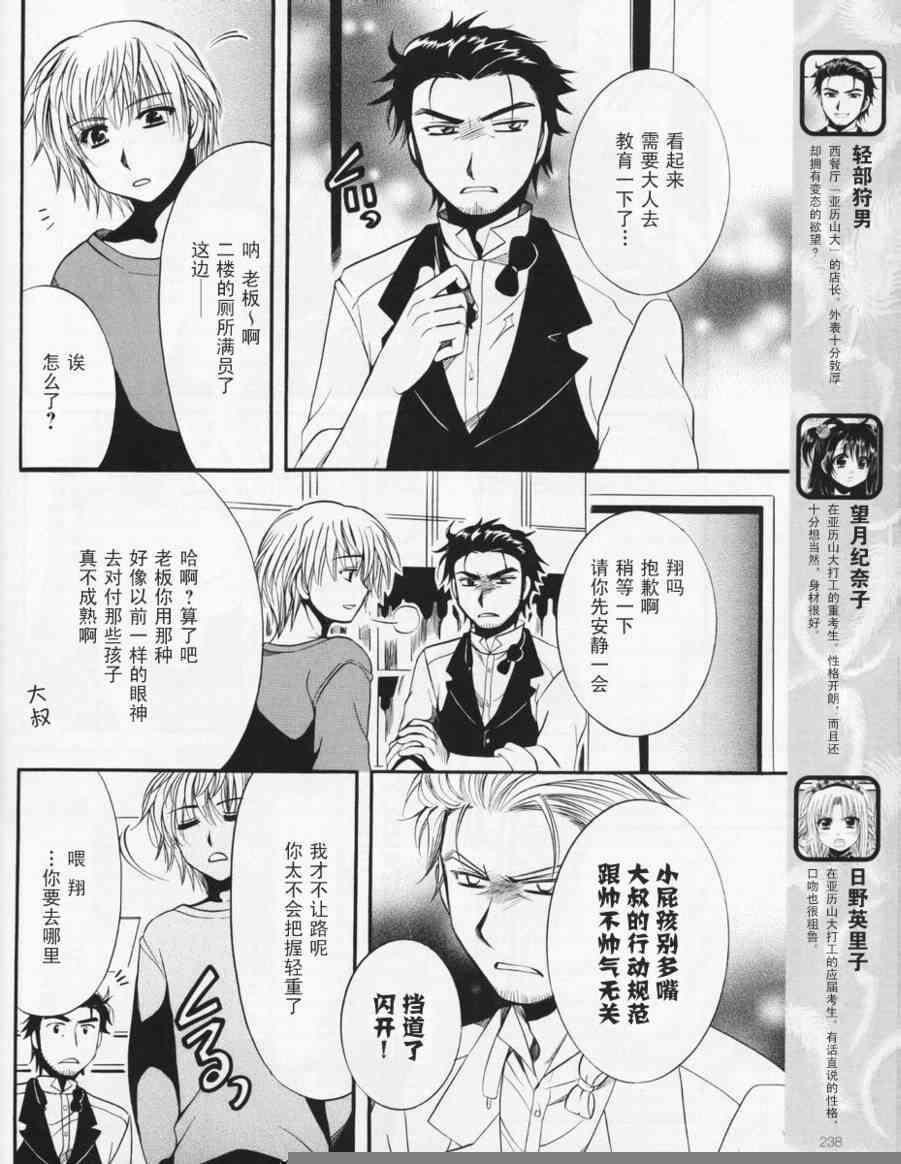 看起来
需要大人去
教育一下了…
呐 老板～啊
二楼的厕所满员了
这边——
诶
怎么了?
翔吗
抱歉啊
稍等一下
请你先安静一会
哈啊?算了吧
老板你用那种
好像以前一样的眼神
去对付那些孩子
真不成熟啊
大叔
小屁孩别多嘴
大叔的行动规范
跟帅不帅气无关
挡道了
闪开!
我才不让路呢
你太不会把握轻重了
喂 翔
…你要去哪里
ぐる
轻部狩男
西餐厅「亚历山大」的店长。外表十分敦厚
却拥有变态的欲望?
望月纪奈子
在亚历山大打工的重考生。性格开朗,而且还
十分想当然。身材很好。
日野英里子
在亚历山大打工的应届考生。有话直说的性格,
口吻也很粗鲁。
238